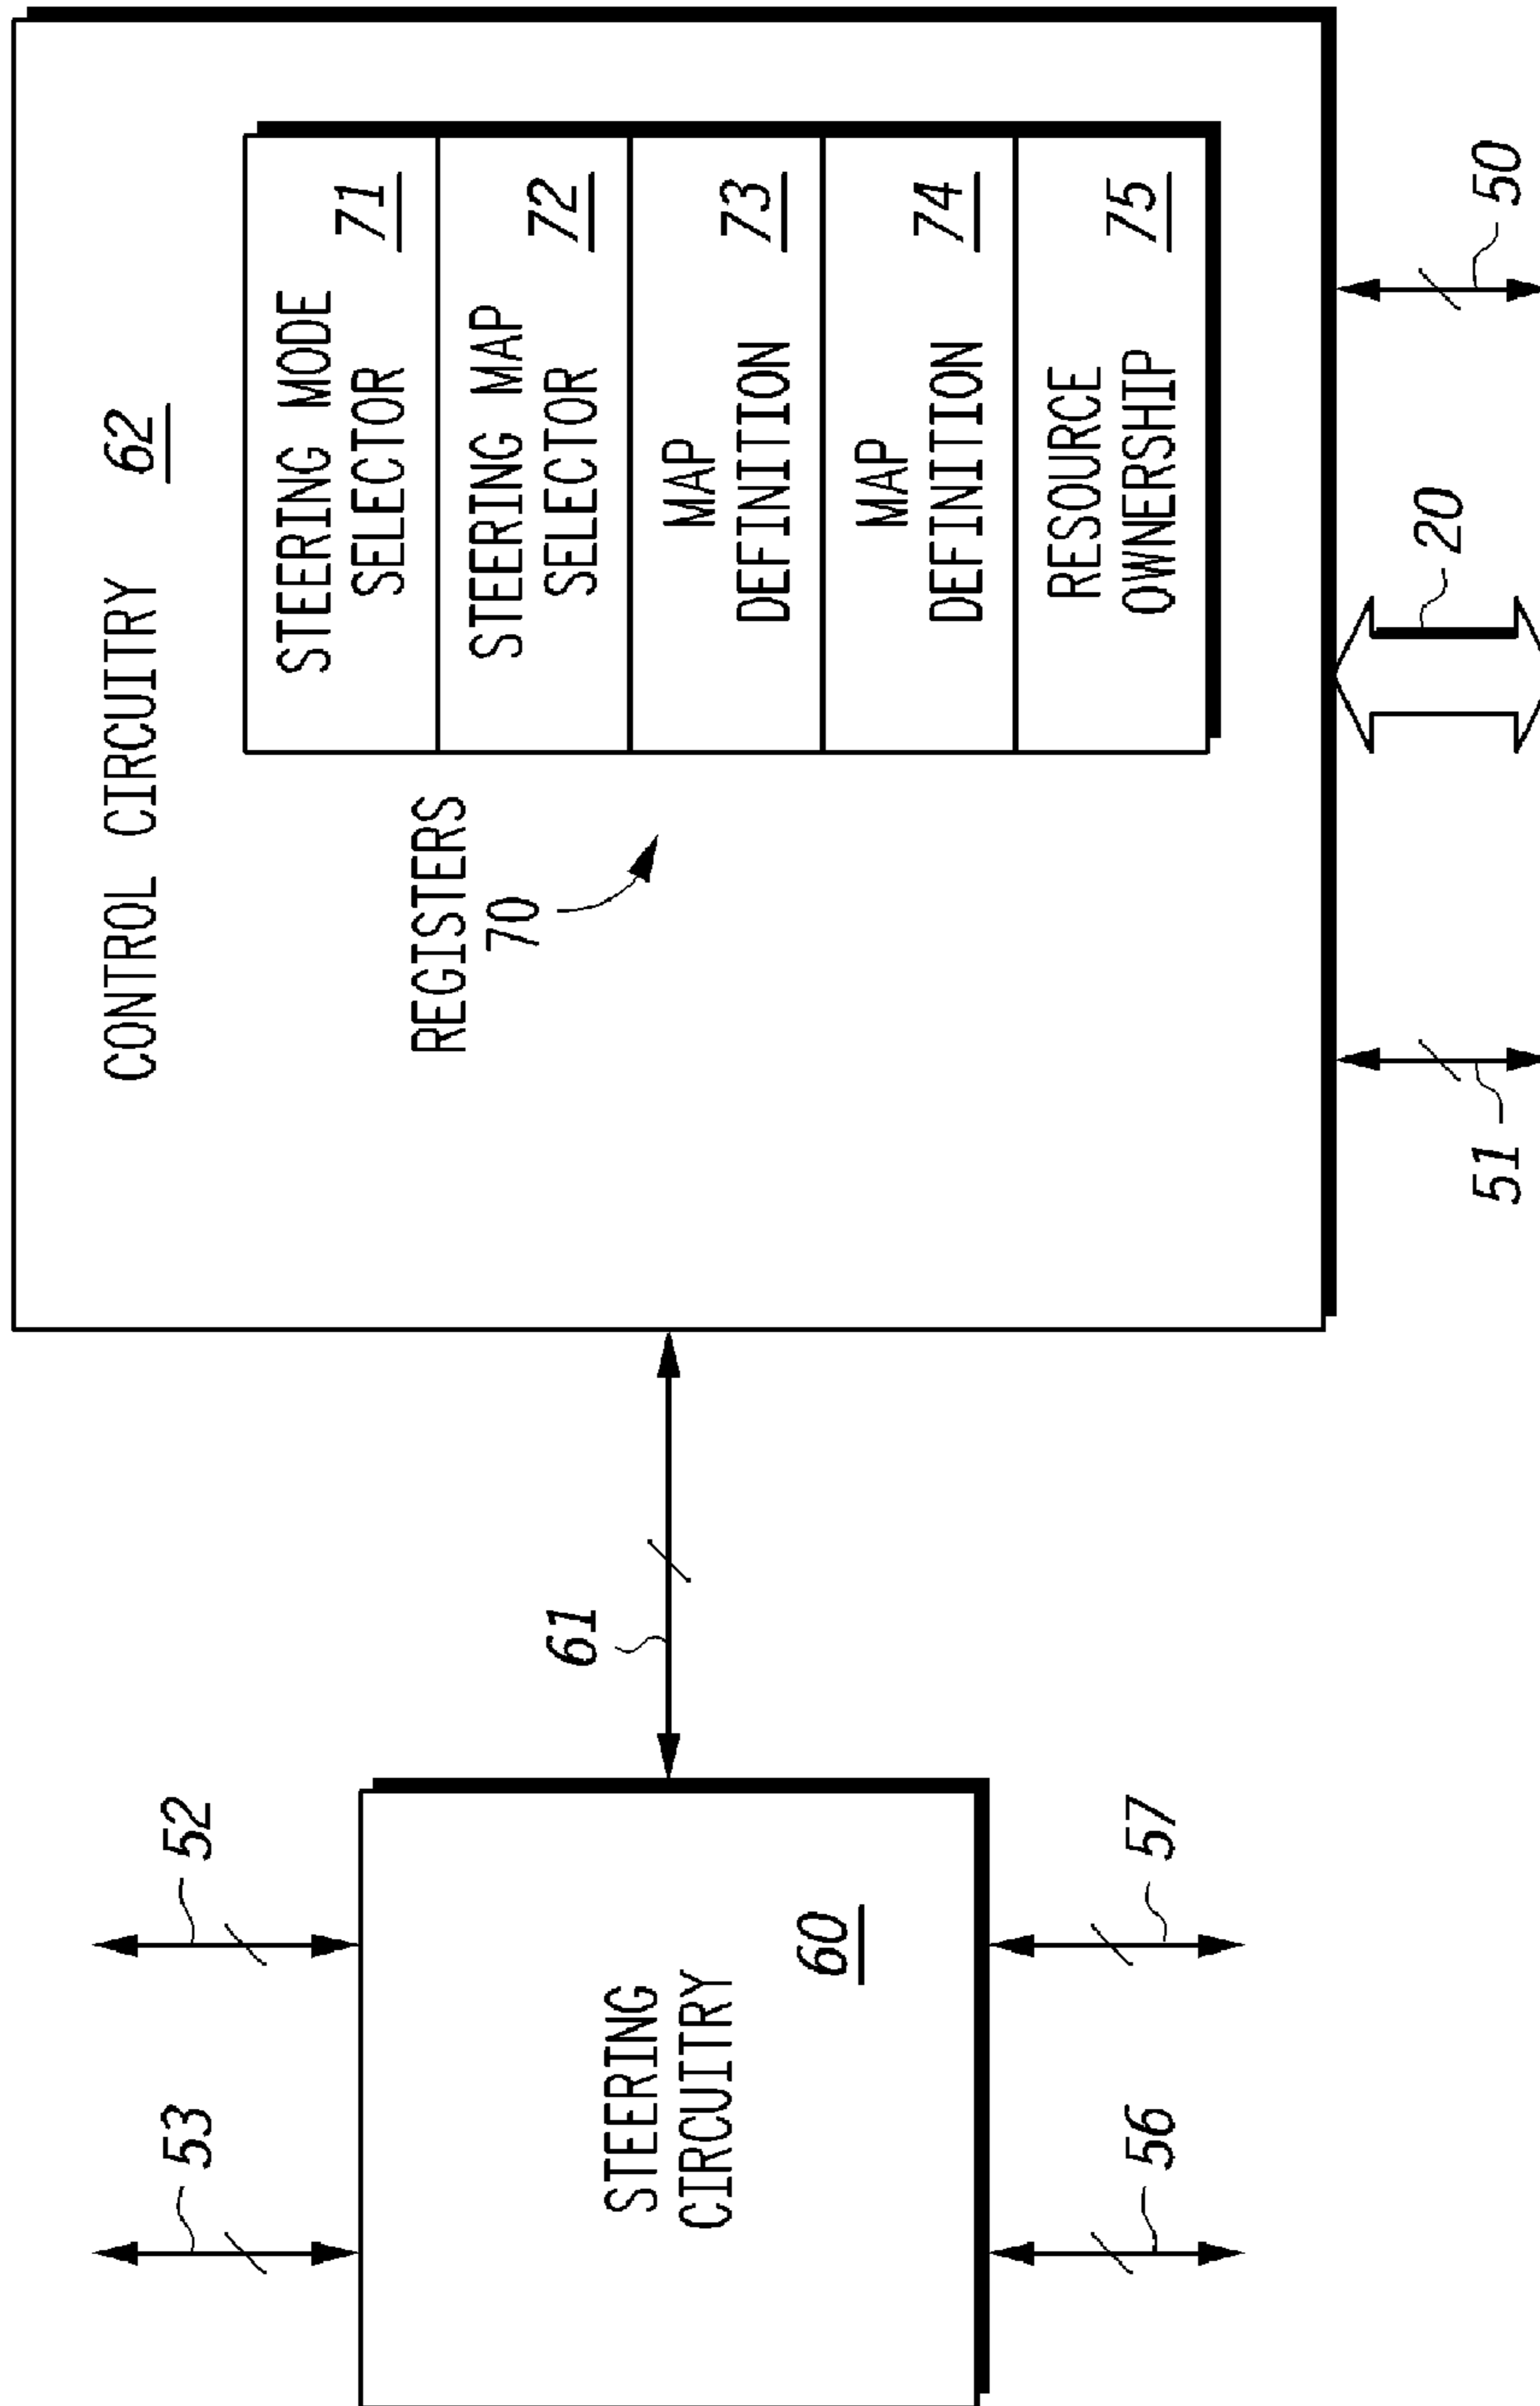 CONTROL CIRCUITRY 62
REGISTERS
70
STEERING MODE
SELECTOR 71
STEERING MAP
SELECTOR 72
MAP
DEFINITION 73
MAP
DEFINITION 74
RESOURCE
OWNERSHIP 75
53
52
STEERING
CIRCUITRY
60
61
56
57
51
20
50